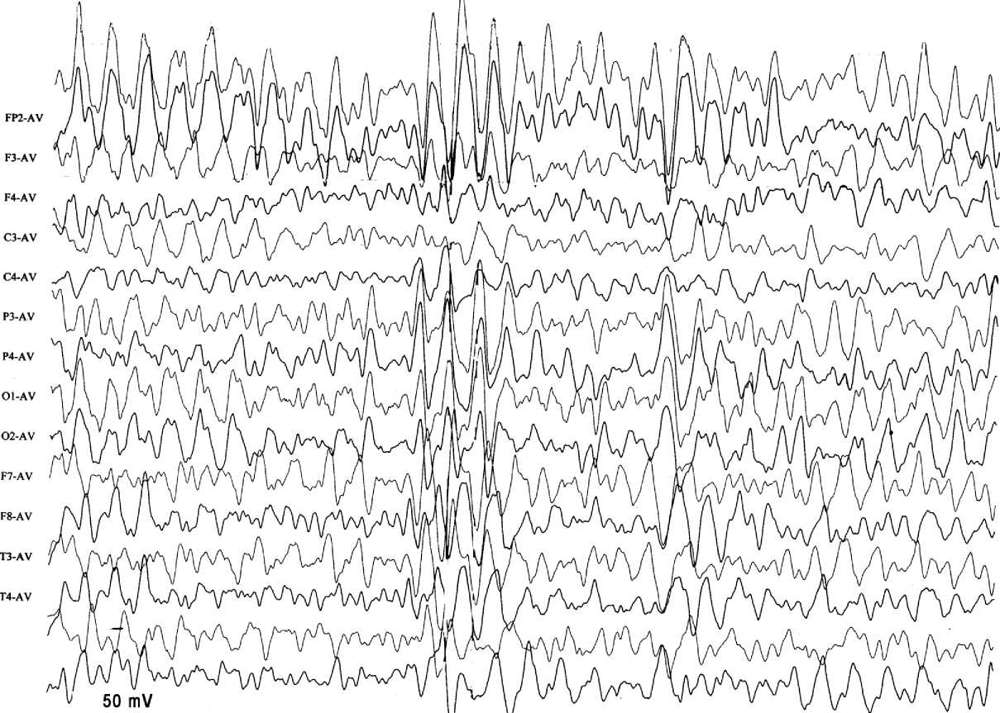 FP2-AV
F3-AV
F4-AV
C3-AV
C4-AV
P3-AV
P4-AV
O1-AV
O2-AV
F7-AV
F8-AV
T3-AV
T4-AV
50 mV